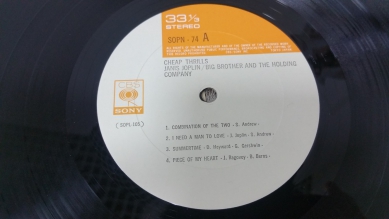 33⅓
STEREO
SOPN - 74 A
CHEAP THRILLS
JANIS JOPLIN/BIG BROTHER AND THE HOLDING
COMPANY
CBS
SONY
(SOPL 105)
1. COMBINATION OF THE TWO -S. Andrew-
2. I NEED A MAN TO LOVE -J. Joplin -S. Andrew-
3. SUMMERTIME -D. Heyward -G. Gershwin-
4. PIECE OF MY HEART -J. Ragovoy -B. Berns-